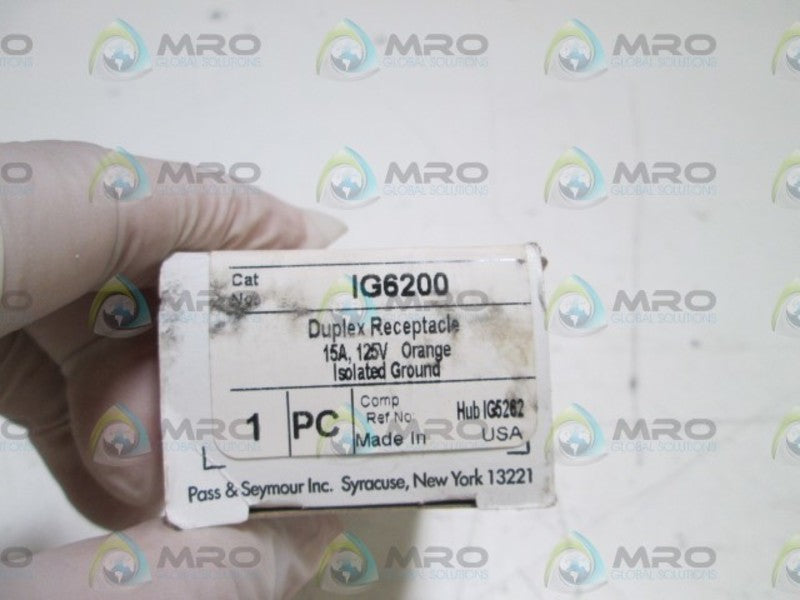 Cat
No.
IG6200
Duplex Receptacle
15A, 125V Orange
Isolated Ground
1 PC
Comp
Ref No:
Hub IG5262
Made In USA
Pass & Seymour Inc. Syracuse, New York 13221
MRO
GLOBAL SOLUTIONS